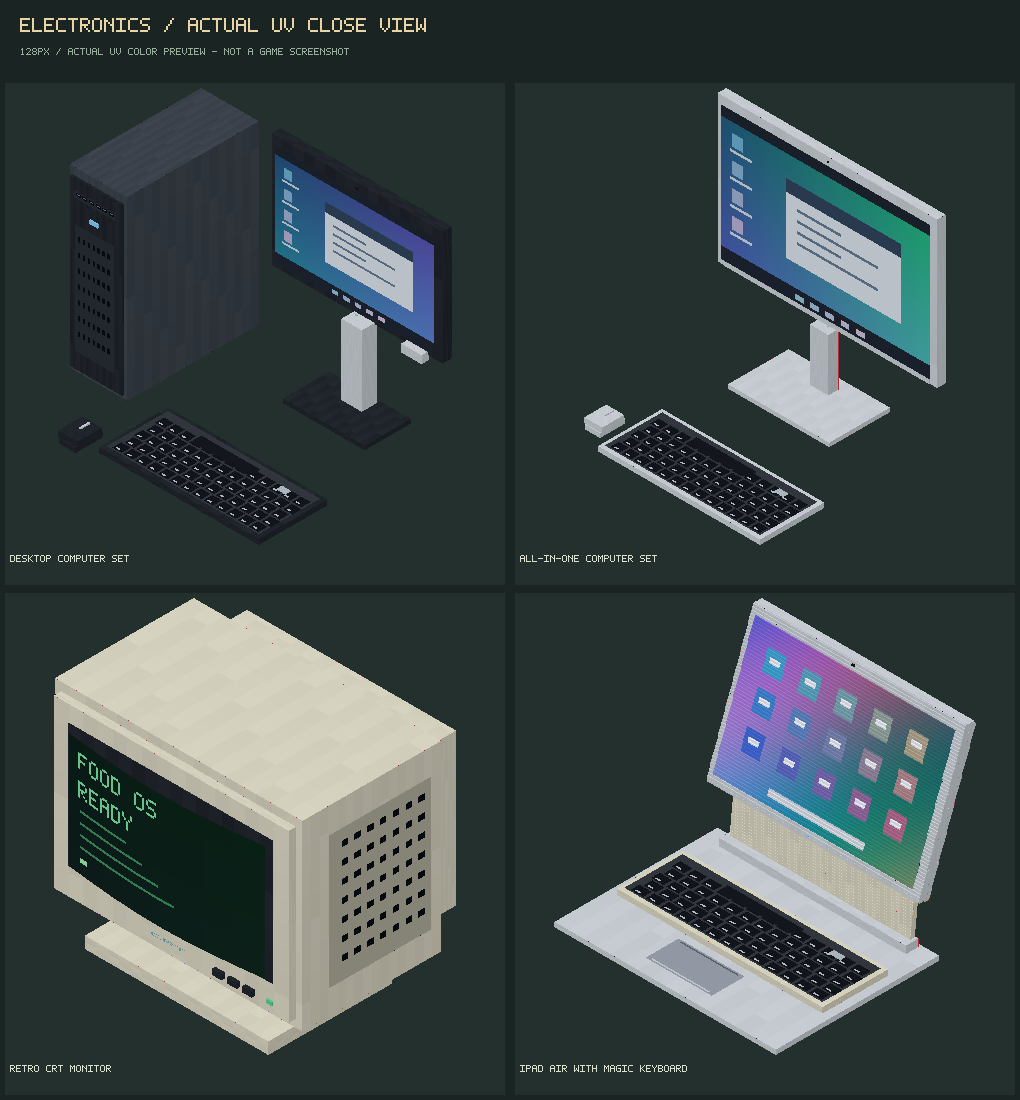 ELECTRONICS / ACTUAL UV CLOSE VIEW
128PX / ACTUAL UV COLOR PREVIEW - NOT A GAME SCREENSHOT
DESKTOP COMPUTER SET
ALL-IN-ONE COMPUTER SET
FOOD OS
READY
RETRO CRT MONITOR
IPAD AIR WITH MAGIC KEYBOARD